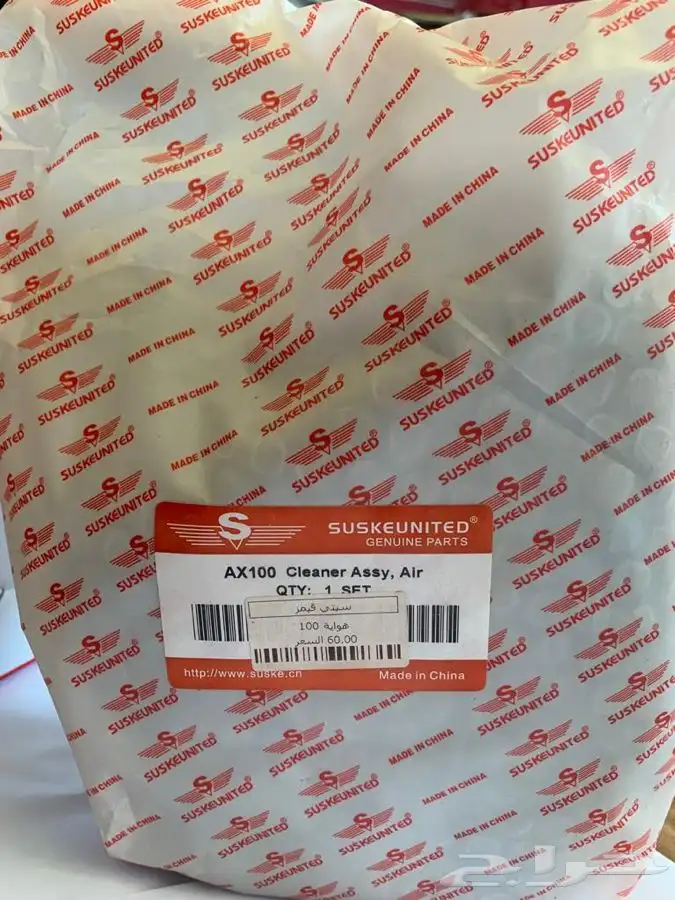 SUSKEUNITED®
GENUINE PARTS
AX100 Cleaner Assy, Air
QTY: 1 SET
سيتي قيمز
هواية 100
60.00 السعر
http://www.suske.cn
Made in China
SUSKEUNITED
MADE IN CHINA
حراج